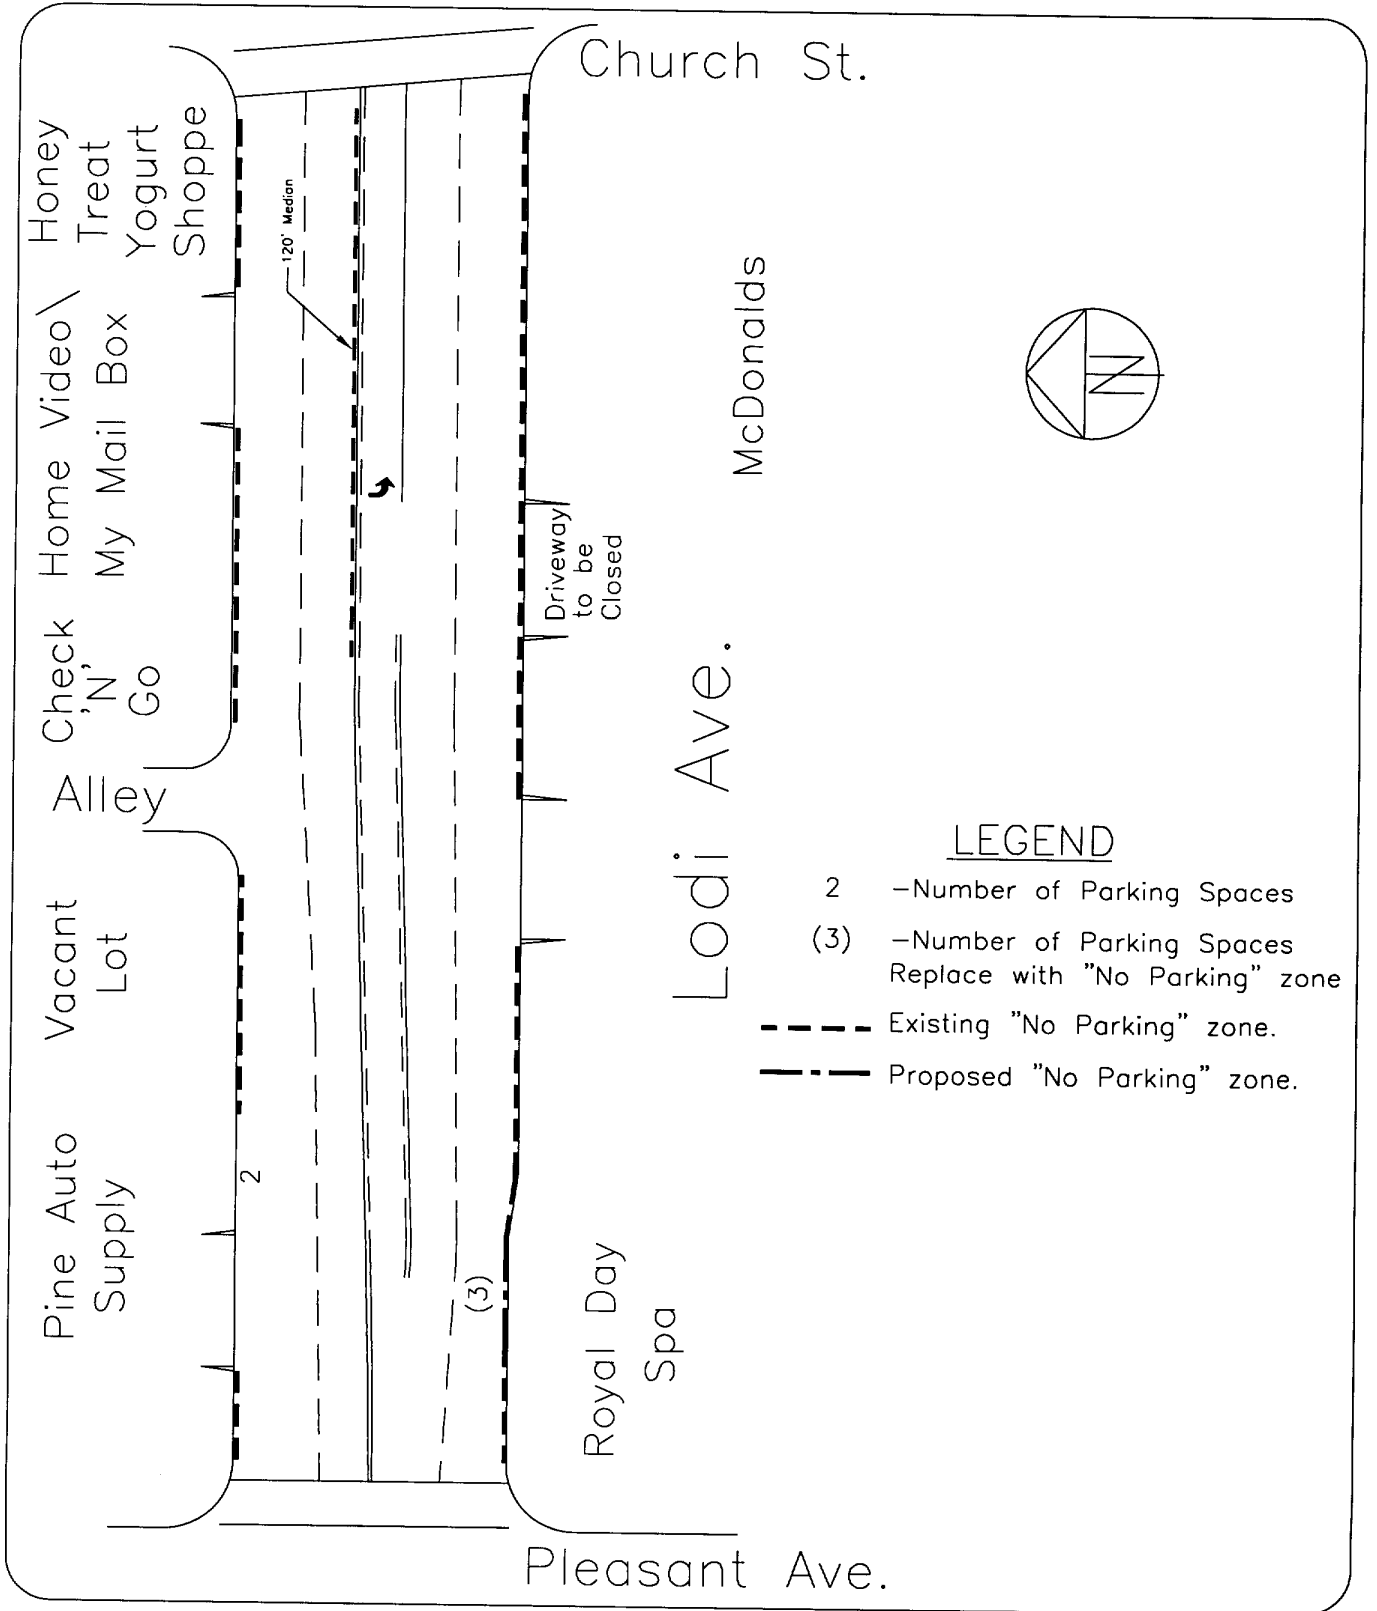 Church St.
Honey
Treat
Yogurt
Shoppe
120' Median
Home Video\
My Mail Box
McDonalds
N
Driveway
to be
Closed
Check
'N'
Go
Alley
Lodi Ave.
Vacant
Lot
LEGEND
2 -Number of Parking Spaces
(3) -Number of Parking Spaces
Replace with "No Parking" zone
Existing "No Parking" zone.
Proposed "No Parking" zone.
Pine Auto
Supply
2
(3)
Royal Day
Spa
Pleasant Ave.